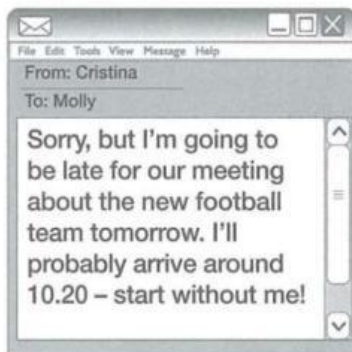 File Edit Tools View Message Help
From: Cristina
To: Molly
Sorry, but I'm going to
be late for our meeting
about the new football
team tomorrow. I'll
probably arrive around
10.20 – start without me!